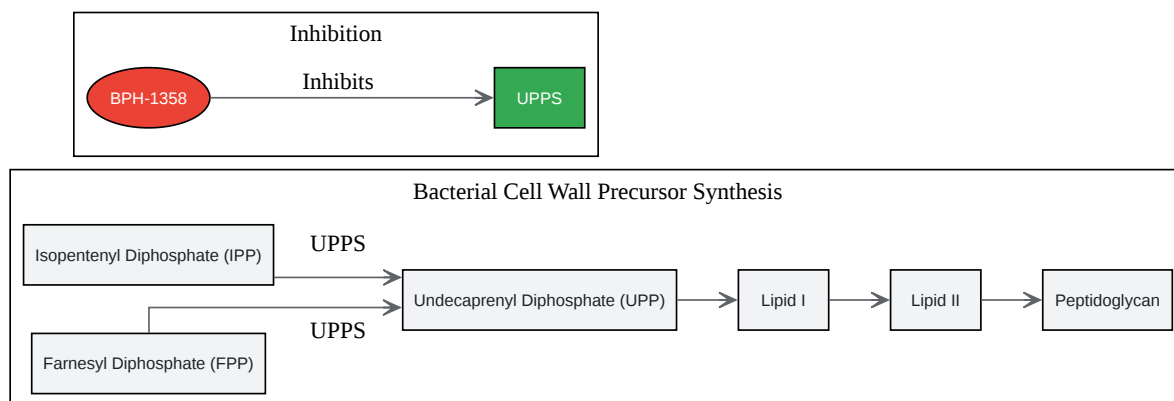 Inhibition
BPH-1358
Inhibits
UPPS
Bacterial Cell Wall Precursor Synthesis
Isopentenyl Diphosphate (IPP)
UPPS
Undecaprenyl Diphosphate (UPP)
Lipid I
Lipid II
Peptidoglycan
UPPS
Farnesyl Diphosphate (FPP)